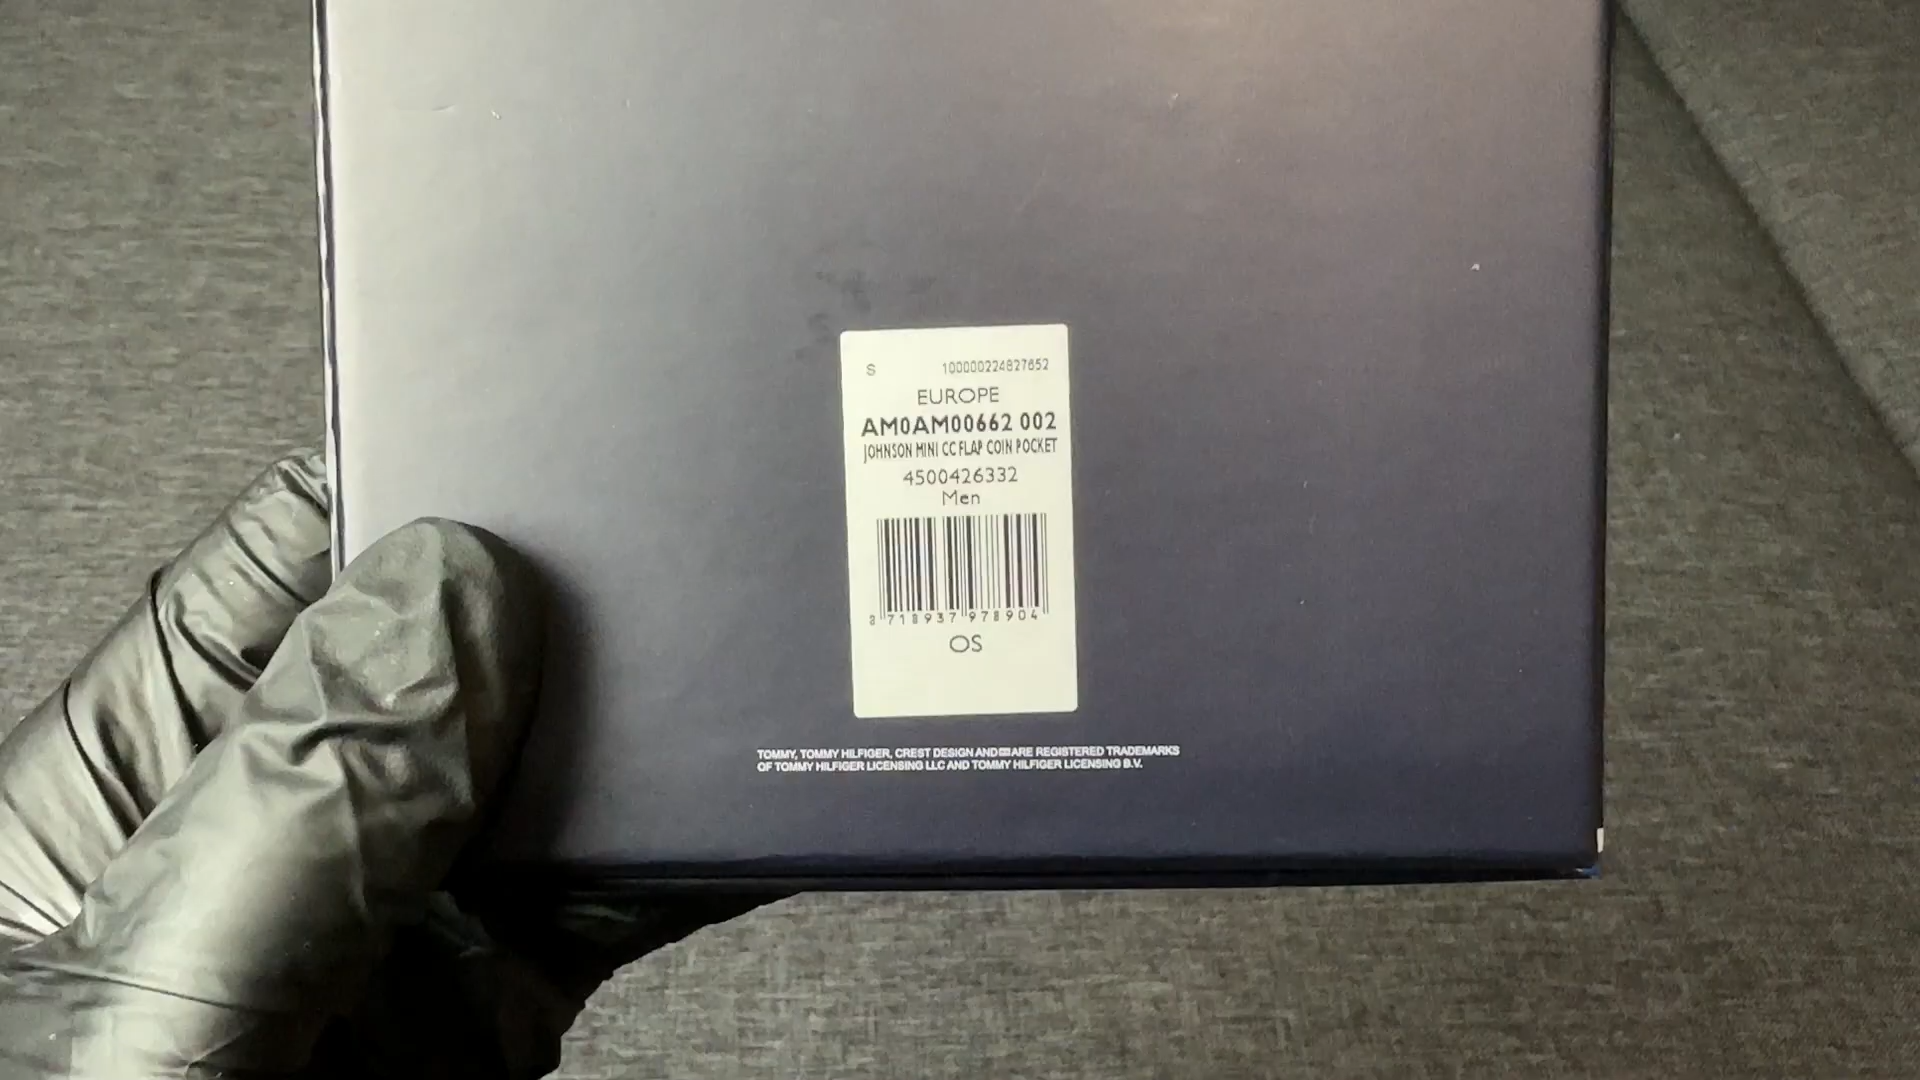 S 100000224827652
EUROPE
AM0AM00662 002
JOHNSON MINI CC FLAP COIN POCKET
4500426332
Men
8 718937 978904
OS
TOMMY, TOMMY HILFIGER, CREST DESIGN AND ARE REGISTERED TRADEMARKS
OF TOMMY HILFIGER LICENSING LLC AND TOMMY HILFIGER LICENSING B.V.